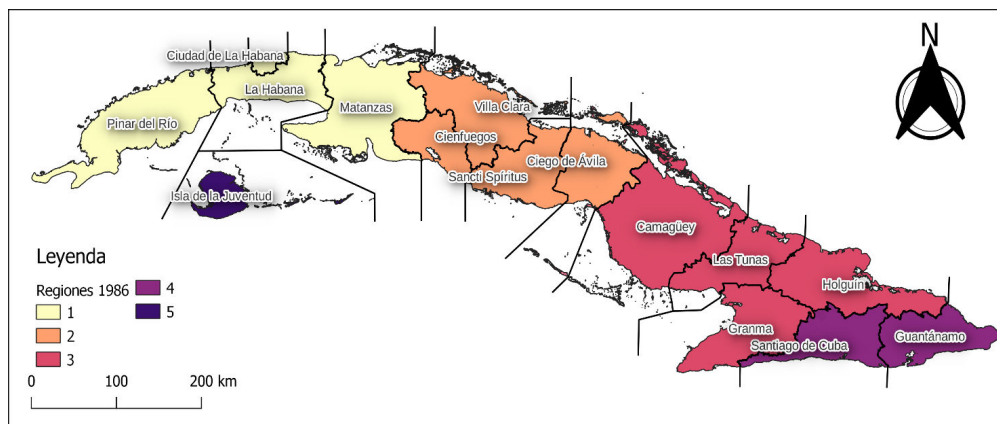 N
Ciudad de La Habana
La Habana
Matanzas
Pinar del Río
Villa Clara
Cienfuegos
Ciego de Ávila
Sancti Spíritus
Isla de la Juventud
Camagüey
Las Tunas
Holguín
Granma
Santiago de Cuba
Guantánamo
Leyenda
Regiones 1986
1
2
3
4
5
0 100 200 km